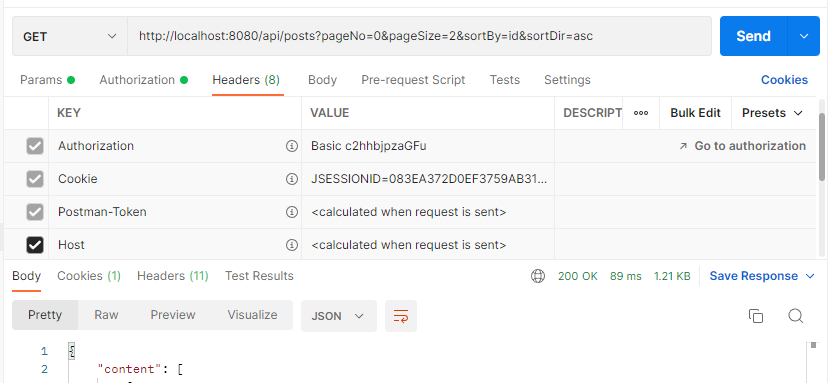 GET http://localhost:8080/api/posts?pageNo=0&pageSize=2&sortBy=id&sortDir=asc Send
Params Authorization Headers (8) Body Pre-request Script Tests Settings Cookies
KEY VALUE DESCRIPT ooo Bulk Edit Presets
Authorization Basic c2hhbjpzaGFu Go to authorization
Cookie JSESSIONID=083EA372D0EF3759AB31...
Postman-Token <calculated when request is sent>
Host <calculated when request is sent>
Body Cookies (1) Headers (11) Test Results 200 OK 89 ms 1.21 KB Save Response
Pretty Raw Preview Visualize JSON
1 {
2 "content": [